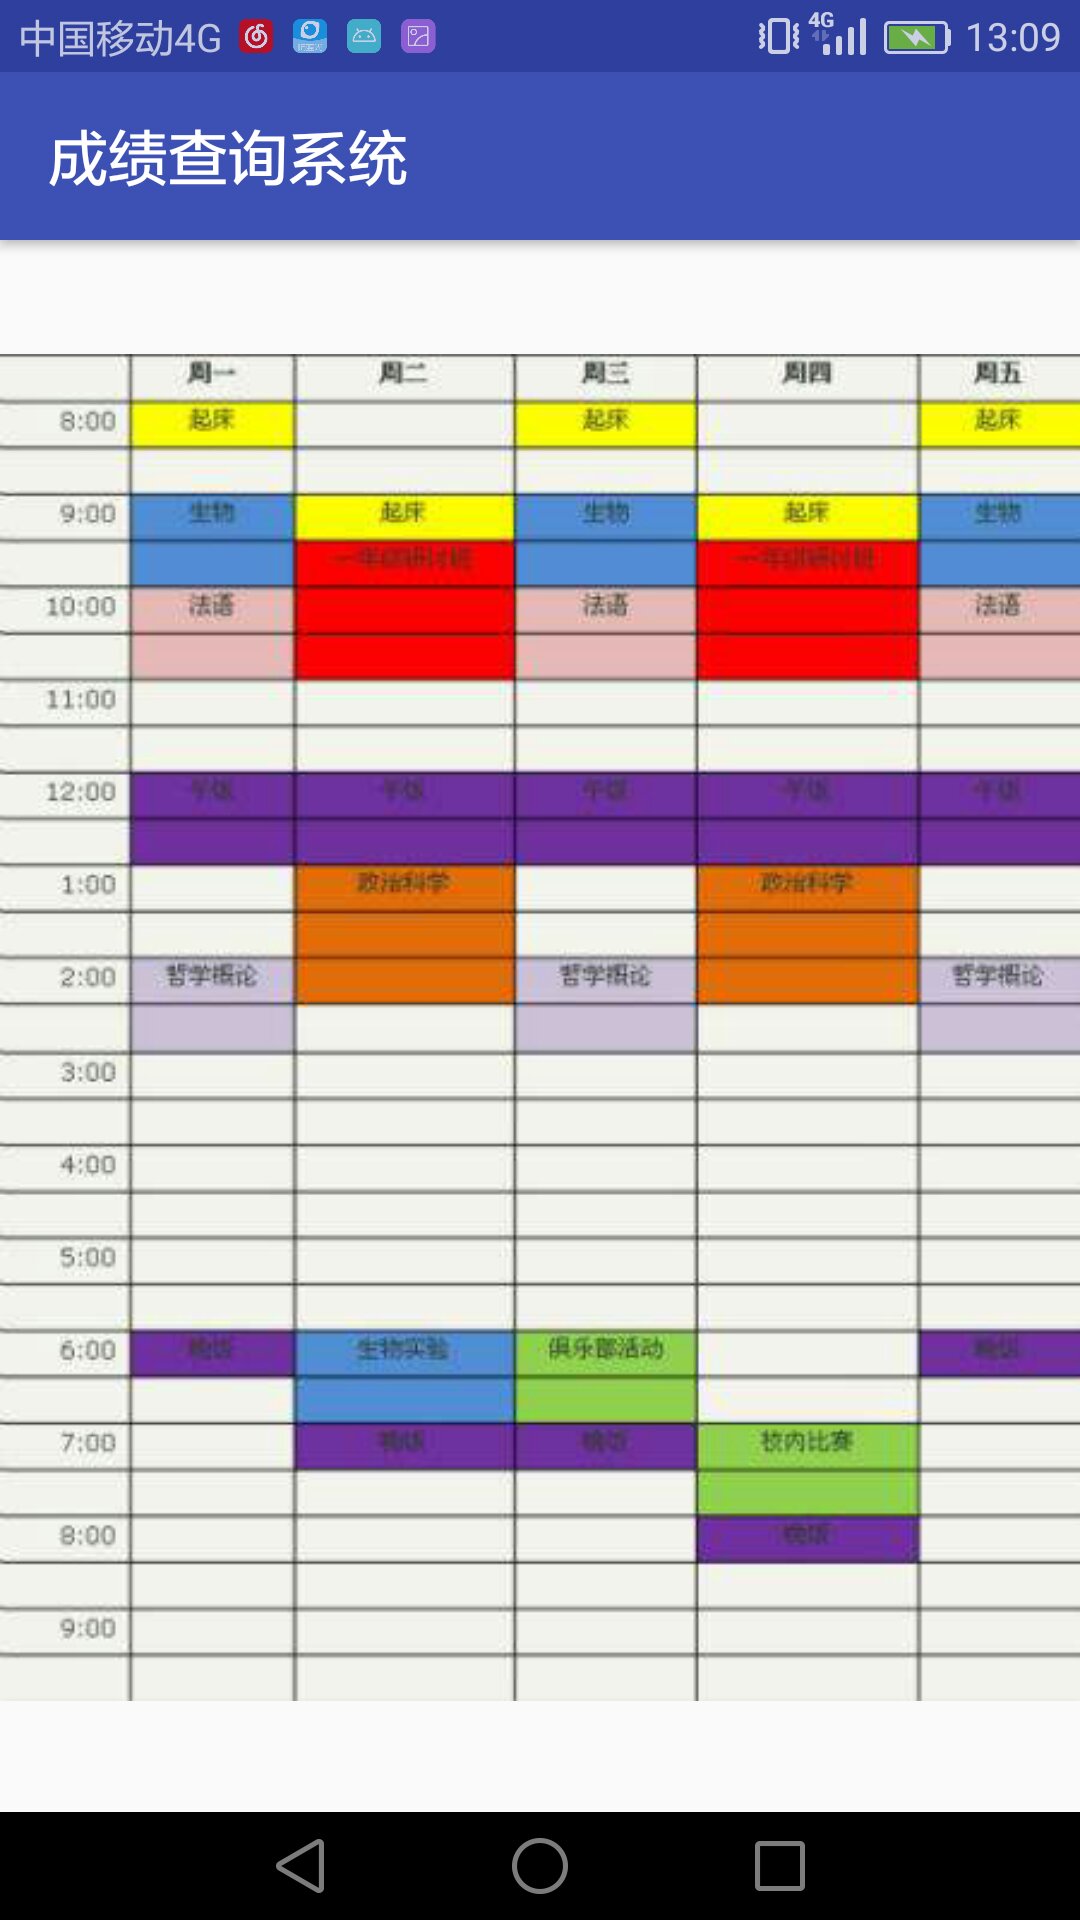 中国移动4G 4G 13:09
成绩查询系统
周一 周二 周三 周四 周五
8:00 起床 起床 起床
9:00 生物 起床 生物 起床 生物
一年级研讨班 一年级研讨班
10:00 法语 法语 法语
11:00
12:00 午饭 午饭 午饭 午饭 午饭
1:00 政治科学 政治科学
2:00 哲学概论 哲学概论 哲学概论
3:00
4:00
5:00
6:00 晚饭 生物实验 俱乐部活动 晚饭
7:00 晚饭 晚饭 校内比赛
8:00 晚饭
9:00